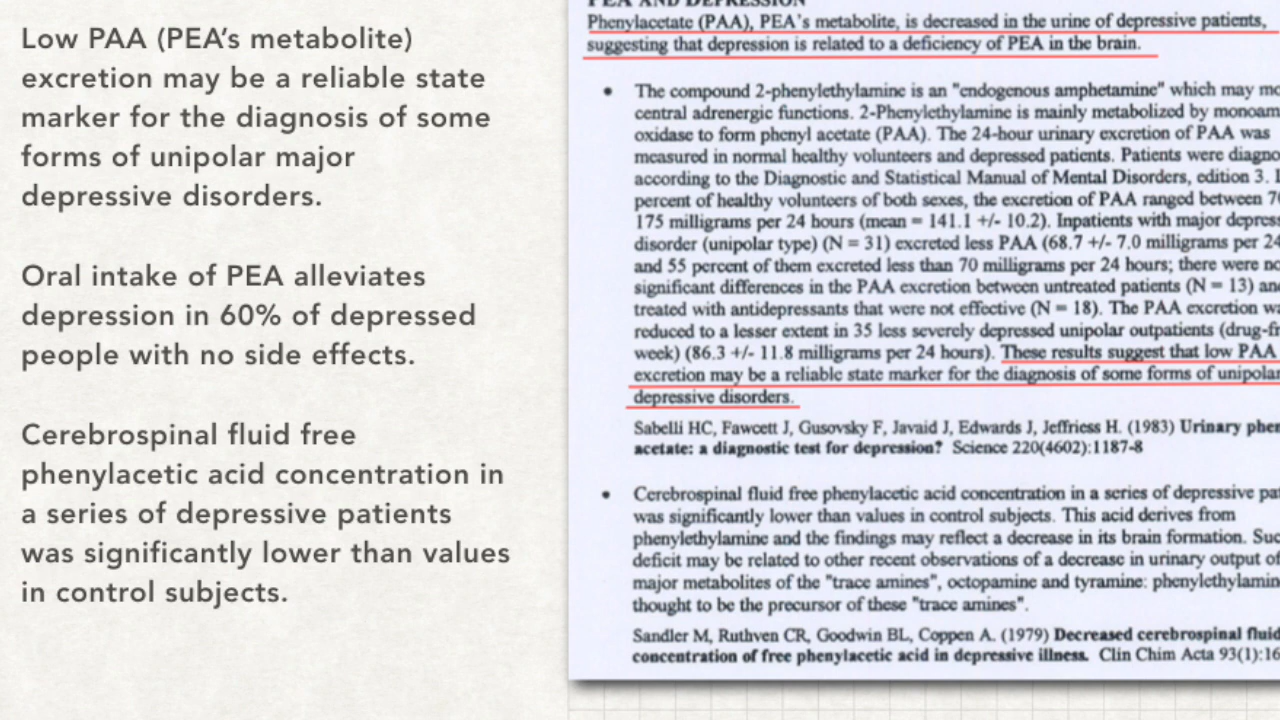 Low PAA (PEA's metabolite)
excretion may be a reliable state
marker for the diagnosis of some
forms of unipolar major
depressive disorders.
Oral intake of PEA alleviates
depression in 60% of depressed
people with no side effects.
Cerebrospinal fluid free
phenylacetic acid concentration in
a series of depressive patients
was significantly lower than values
in control subjects.
PEA AND DEPRESSION
Phenylacetate (PAA), PEA's metabolite, is decreased in the urine of depressive patients,
suggesting that depression is related to a deficiency of PEA in the brain.
• The compound 2-phenylethylamine is an "endogenous amphetamine" which may
central adrenergic functions. 2-Phenylethylamine is mainly metabolized by
oxidase to form phenyl acetate (PAA). The 24-hour urinary excretion of PAA was
measured in normal healthy volunteers and depressed patients. Patients were
according to the Diagnostic and Statistical Manual of Mental Disorders, edition 3.
percent of healthy volunteers of both sexes, the excretion of PAA ranged between
175 milligrams per 24 hours (mean = 141.1 +/- 10.2). Inpatients with major
disorder (unipolar type) (N = 31) excreted less PAA (68.7 +/- 7.0 milligrams per 24
and 55 percent of them excreted less than 70 milligrams per 24 hours; there were
significant differences in the PAA excretion between untreated patients (N = 13)
treated with antidepressants that were not effective (N = 18). The PAA excretion
reduced to a lesser extent in 35 less severely depressed unipolar outpatients
week) (86.3 +/- 11.8 milligrams per 24 hours). These results suggest that low PAA
excretion may be a reliable state marker for the diagnosis of some forms of unipolar
depressive disorders.
Sabelli HC, Fawcett J, Gusovsky F, Javaid J, Edwards J, Jeffriess H. (1983) Urinary
acetate: a diagnostic test for depression? Science 220(4602):1187-8
• Cerebrospinal fluid free phenylacetic acid concentration in a series of depressive
was significantly lower than values in control subjects. This acid derives from
phenylethylamine and the findings may reflect a decrease in its brain formation.
deficit may be related to other recent observations of a decrease in urinary output of
major metabolites of the "trace amines", octopamine and tyramine: phenylethylamin
thought to be the precursor of these "trace amines".
Sandler M, Ruthven CR, Goodwin BL, Coppen A. (1979) Decreased cerebrospinal fluid
concentration of free phenylacetic acid in depressive illness. Clin Chim Acta 93(1):16